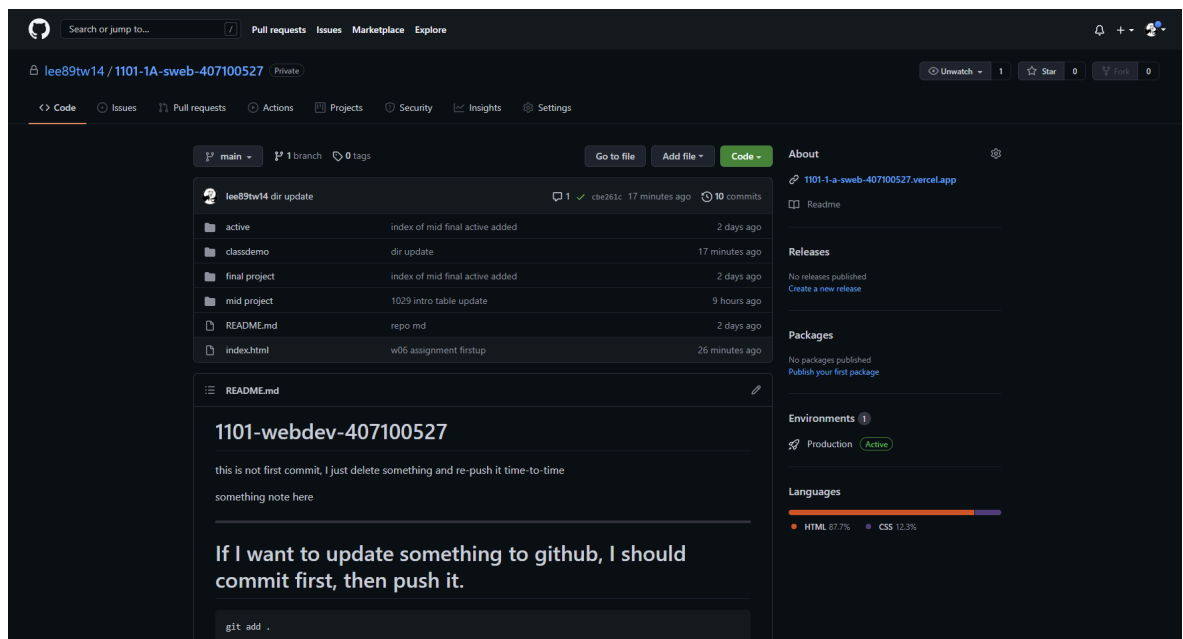 Search or jump to... / Pull requests Issues Marketplace Explore
lee89tw14 / 1101-1A-sweb-407100527 Private Unwatch 1 Star 0 Fork 0
<> Code Issues Pull requests Actions Projects Security Insights Settings
main 1 branch 0 tags Go to file Add file Code About
1101-1-a-sweb-407100527.vercel.app
lee89tw14 dir update 1 cbe261c 17 minutes ago 10 commits
Readme
active index of mid final active added 2 days ago
classdemo dir update 17 minutes ago
Releases
final project index of mid final active added 2 days ago
No releases published
Create a new release
mid project 1029 intro table update 9 hours ago
README.md repo md 2 days ago
Packages
index.html w06 assignment firstup 26 minutes ago
No packages published
Publish your first package
README.md
Environments 1
1101-webdev-407100527
Production Active
this is not first commit, I just delete something and re-push it time-to-time
Languages
something note here
HTML 87.7% CSS 12.3%
If I want to update something to github, I should
commit first, then push it.
git add .